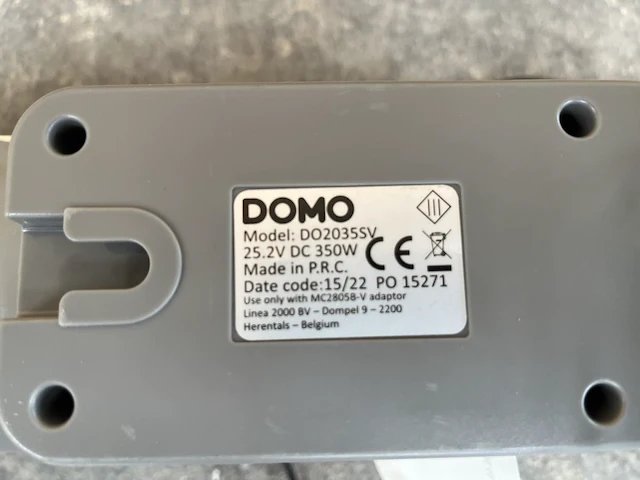 DOMO
Model: DO2035SV
25.2V DC 350W
Made in P.R.C.
Date code:15/22 PO 15271
Use only with MC2805B-V adaptor
Linea 2000 BV – Dompel 9 – 2200
Herentals – Belgium